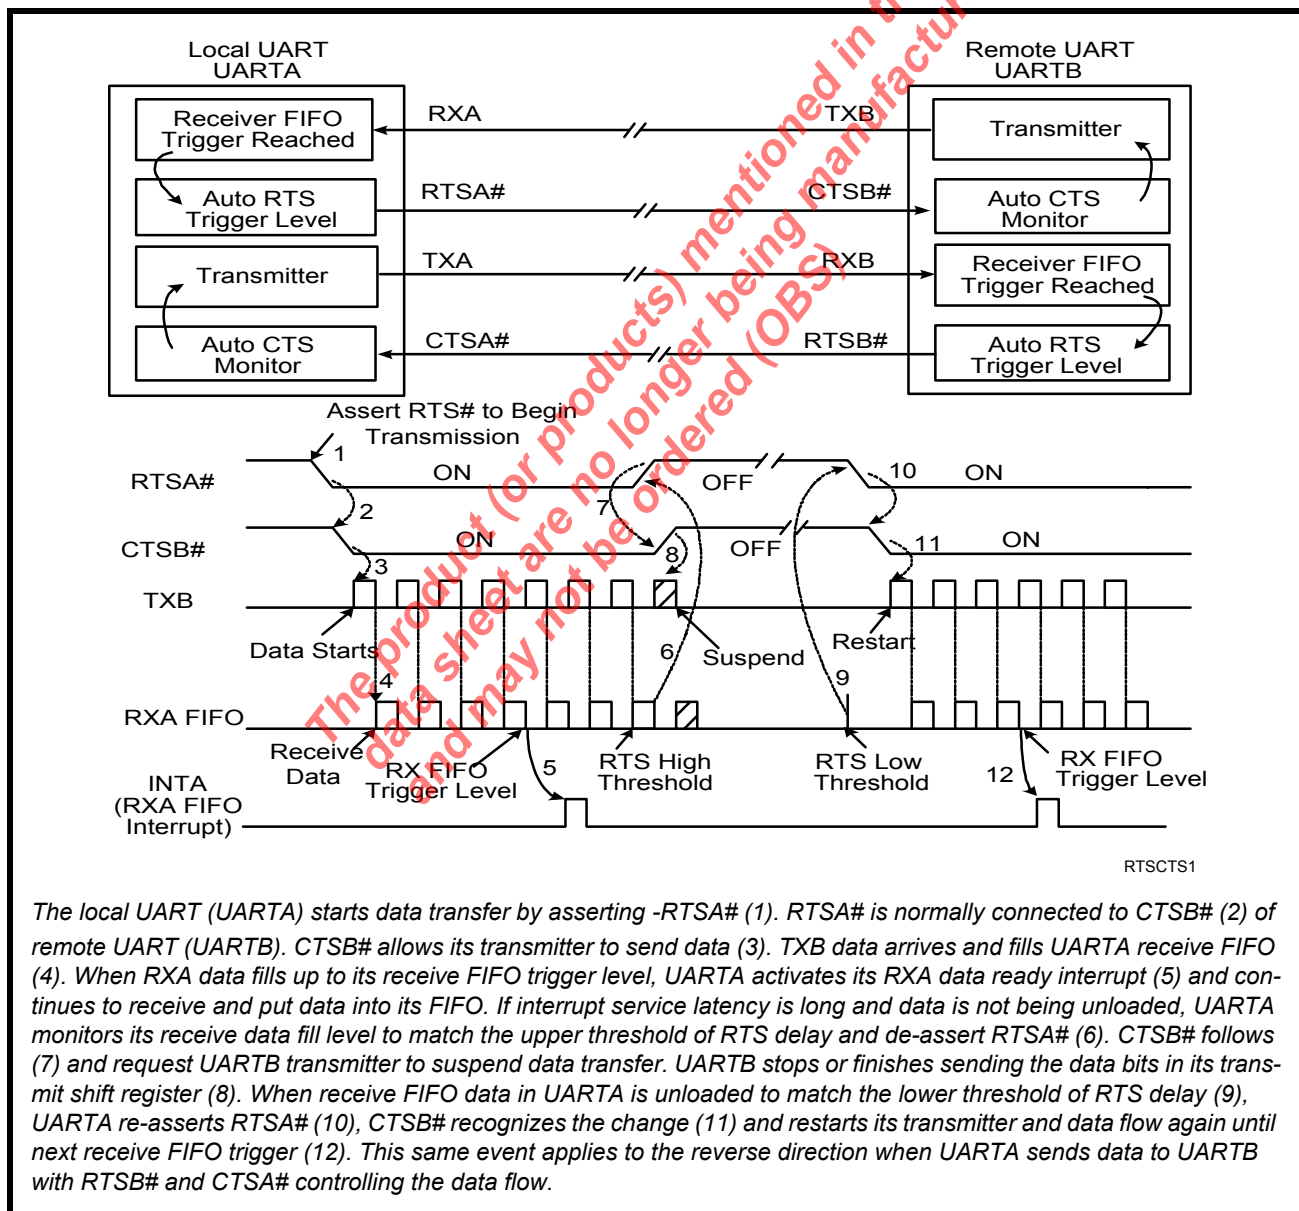 Local UART
UARTA
Remote UART
UARTB
Receiver FIFO
Trigger Reached
RXA
TXB
Transmitter
Auto RTS
Trigger Level
RTSA#
CTSB#
Auto CTS
Monitor
Transmitter
TXA
RXB
Receiver FIFO
Trigger Reached
Auto CTS
Monitor
CTSA#
RTSB#
Auto RTS
Trigger Level
Assert RTS# to Begin
Transmission
RTSA#
1
ON
OFF
10
ON
2
7
CTSB#
ON
OFF
11
ON
3
8
TXB
Data Starts
6
Suspend
Restart
4
9
RXA FIFO
Receive
Data
RX FIFO
Trigger Level
5
RTS High
Threshold
RTS Low
Threshold
12
RX FIFO
Trigger Level
INTA
(RXA FIFO
Interrupt)
RTSCTS1
The product (or products) mentioned in
data sheet are no longer being
and may not be ordered (OBS)
The local UART (UARTA) starts data transfer by asserting -RTSA# (1). RTSA# is normally connected to CTSB# (2) of
remote UART (UARTB). CTSB# allows its transmitter to send data (3). TXB data arrives and fills UARTA receive FIFO
(4). When RXA data fills up to its receive FIFO trigger level, UARTA activates its RXA data ready interrupt (5) and con-
tinues to receive and put data into its FIFO. If interrupt service latency is long and data is not being unloaded, UARTA
monitors its receive data fill level to match the upper threshold of RTS delay and de-assert RTSA# (6). CTSB# follows
(7) and request UARTB transmitter to suspend data transfer. UARTB stops or finishes sending the data bits in its trans-
mit shift register (8). When receive FIFO data in UARTA is unloaded to match the lower threshold of RTS delay (9),
UARTA re-asserts RTSA# (10), CTSB# recognizes the change (11) and restarts its transmitter and data flow again until
next receive FIFO trigger (12). This same event applies to the reverse direction when UARTA sends data to UARTB
with RTSB# and CTSA# controlling the data flow.